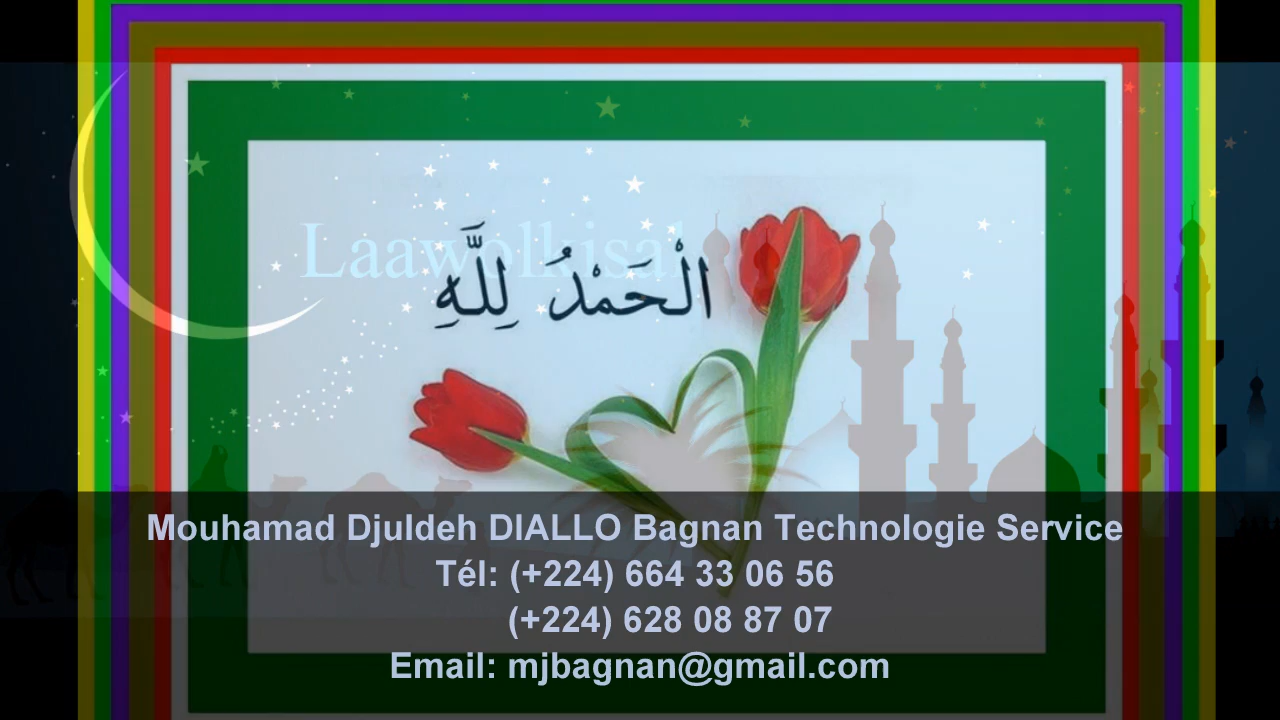 Laawolkisal
الْحَمْدُ لِلَّهِ
Mouhamad Djuldeh DIALLO Bagnan Technologie Service
Tél: (+224) 664 33 06 56
(+224) 628 08 87 07
Email: mjbagnan@gmail.com